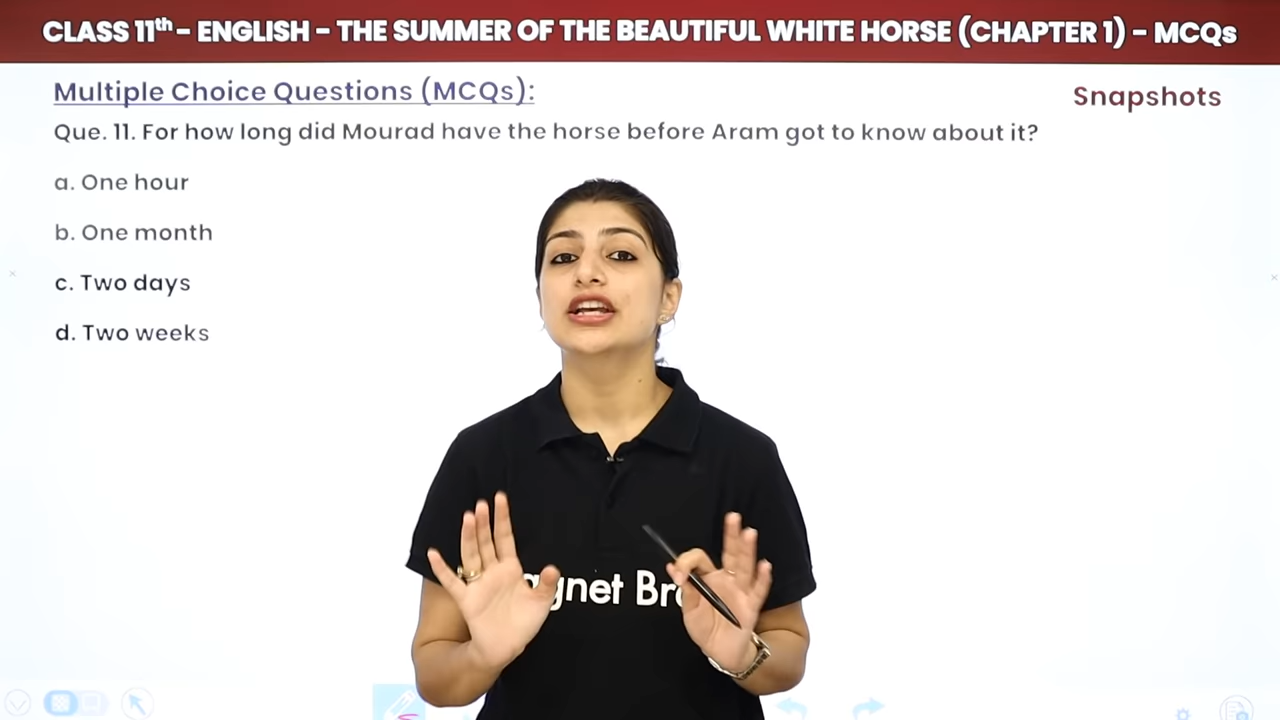 CLASS 11th - ENGLISH - THE SUMMER OF THE BEAUTIFUL WHITE HORSE (CHAPTER 1) - MCQs
Multiple Choice Questions (MCQs):
Snapshots
Que. 11. For how long did Mourad have the horse before Aram got to know about it?
a. One hour
b. One month
c. Two days
d. Two weeks
gnet Br